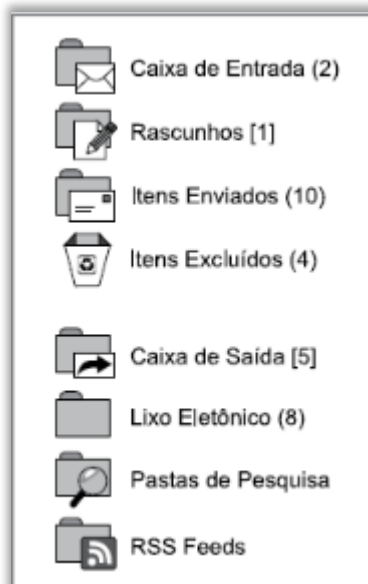 Caixa de Entrada (2)
Rascunhos [1]
Itens Enviados (10)
Itens Excluídos (4)
Caixa de Saída [5]
Lixo Eletônico (8)
Pastas de Pesquisa
RSS Feeds